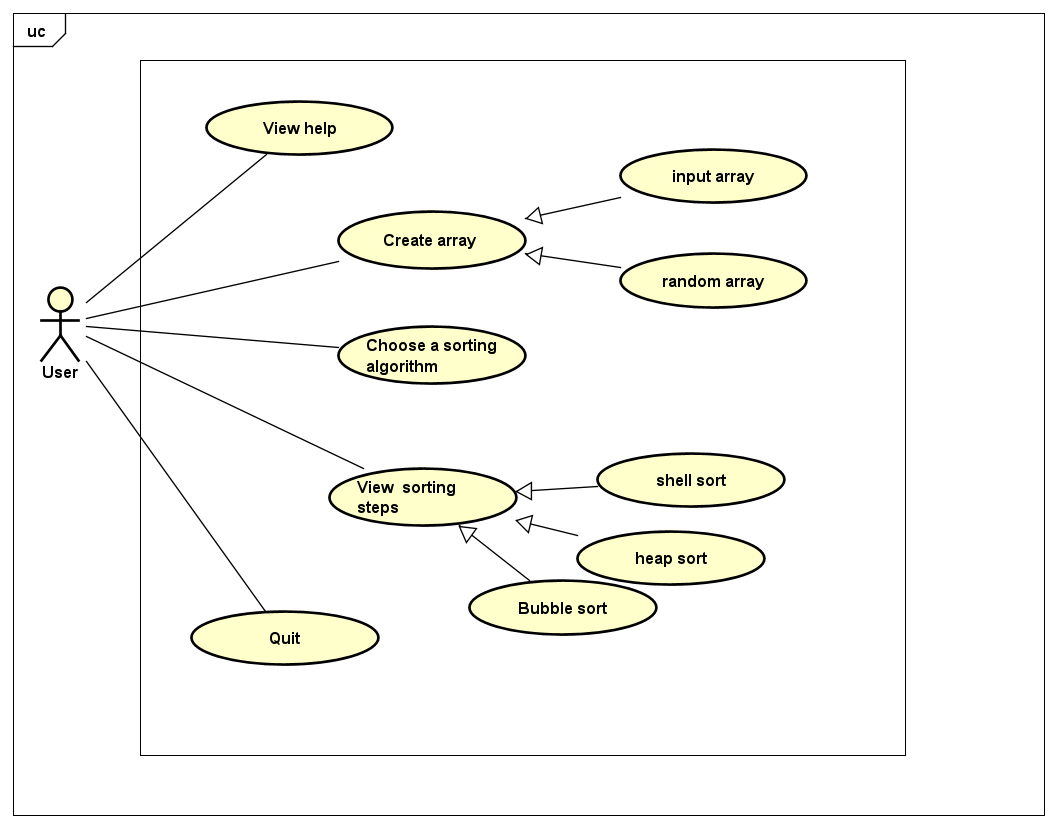 uc
View help
input array
Create array
random array
User
Choose a sorting
algorithm
View  sorting
steps
shell sort
heap sort
Bubble sort
Quit